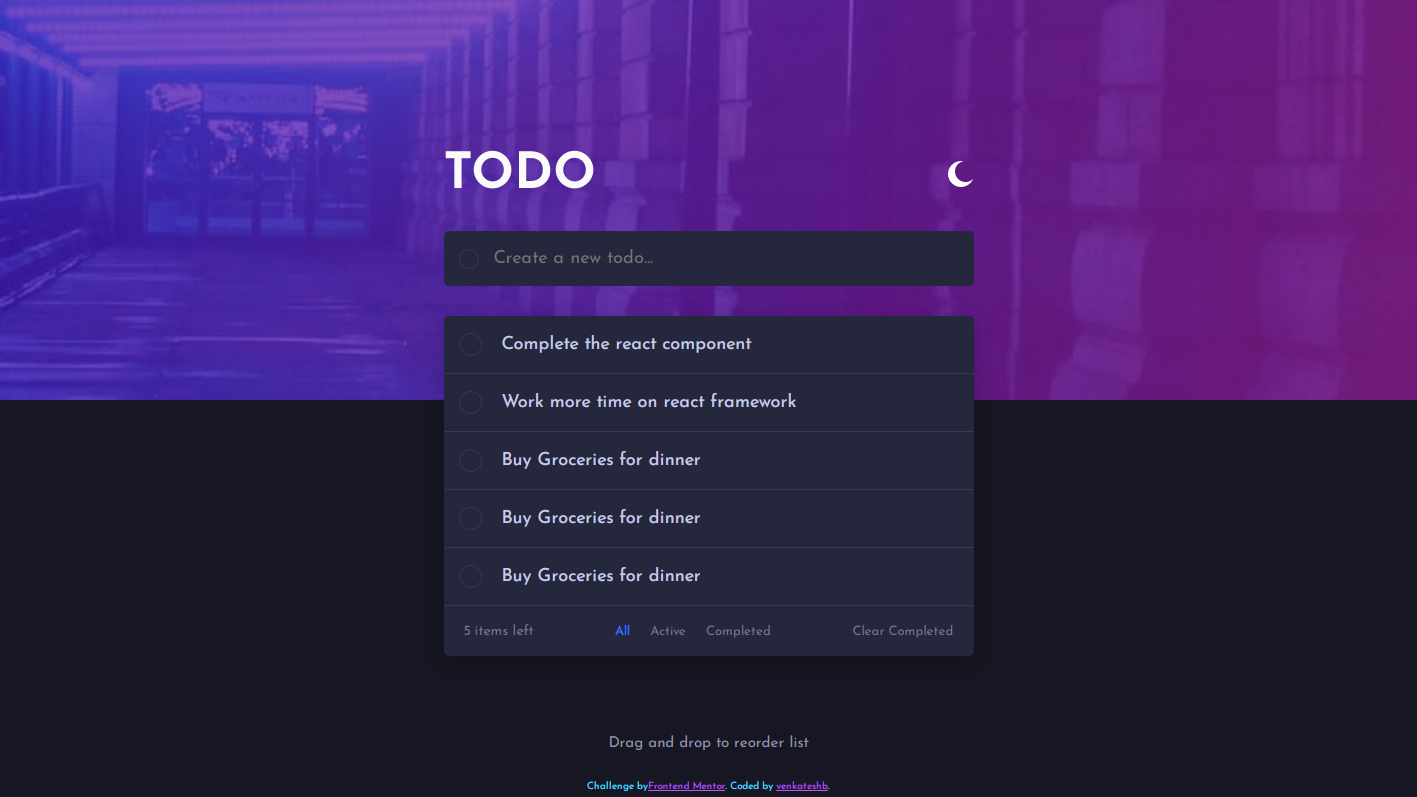 TODO
Create a new todo...
Complete the react component
Work more time on react framework
Buy Groceries for dinner
Buy Groceries for dinner
Buy Groceries for dinner
5 items left All Active Completed Clear Completed
Drag and drop to reorder list
Challenge byFrontend Mentor. Coded by venkateshb.